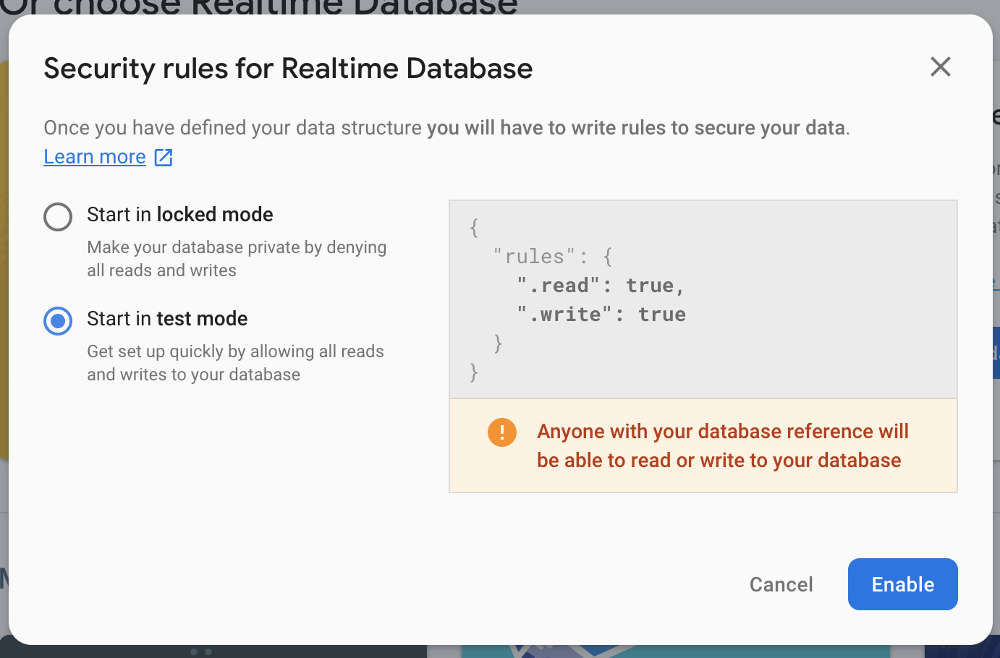 Or choose Realtime Database
Security rules for Realtime Database
Once you have defined your data structure you will have to write rules to secure your data.
Learn more
Start in locked mode
Make your database private by denying
all reads and writes
Start in test mode
Get set up quickly by allowing all reads
and writes to your database
{
"rules": {
".read": true,
".write": true
}
}
Anyone with your database reference will
be able to read or write to your database
Cancel
Enable